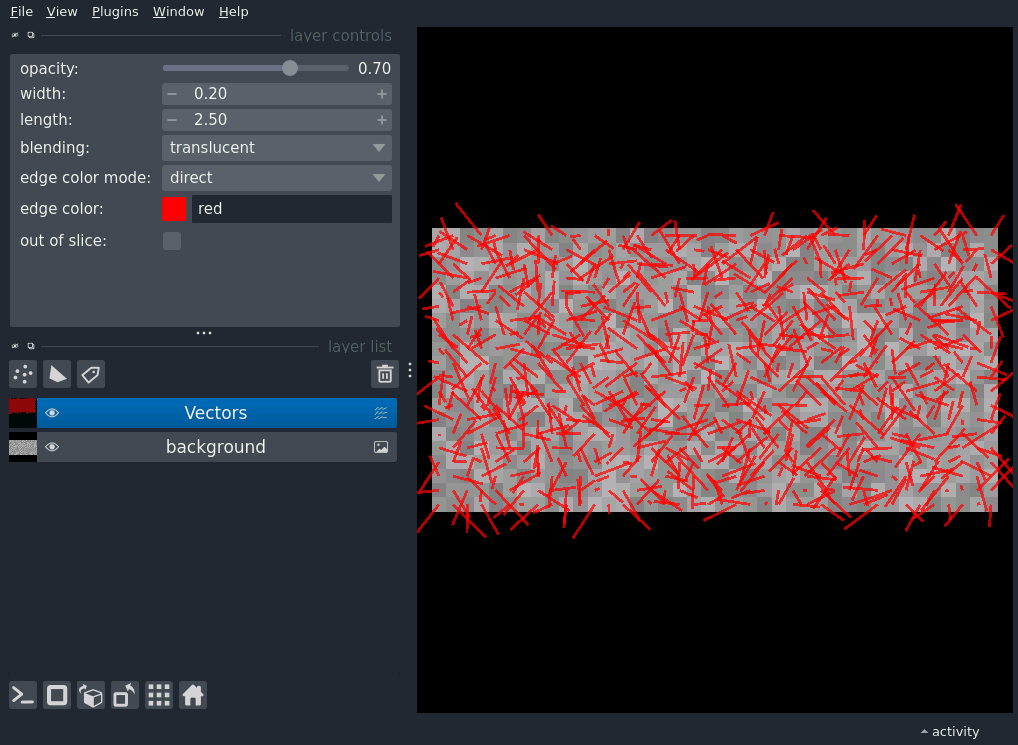 File View Plugins Window Help
layer controls
opacity: 0.70
width: − 0.20 +
length: − 2.50 +
blending: translucent
edge color mode: direct
edge color: red
out of slice:
layer list
Vectors
background
activity